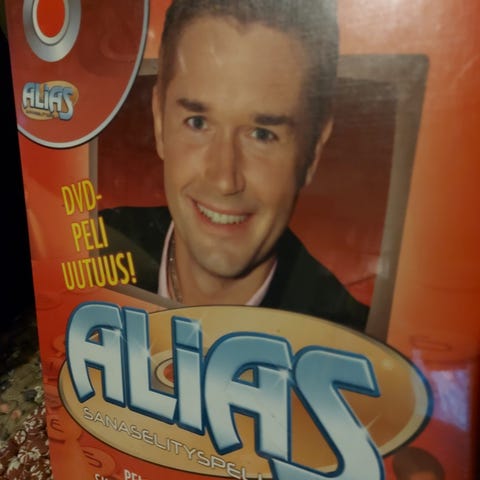 ALiAS
DVD-
PELI
UUTUUS!
ALiAS
SANASELITYSPELI